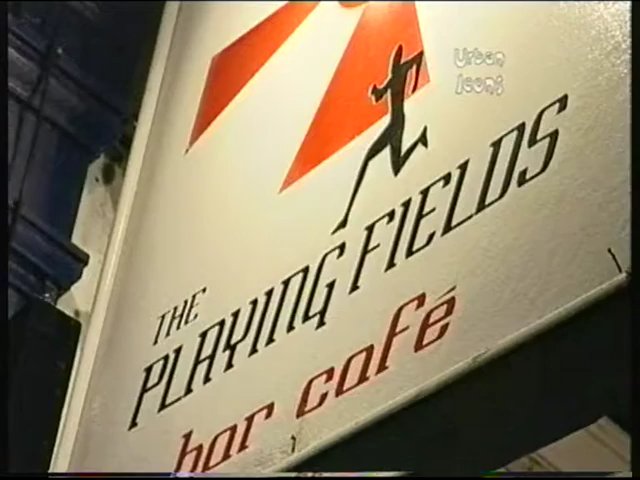 Urban
Icons
THE
PLAYING FIELDS
bar café